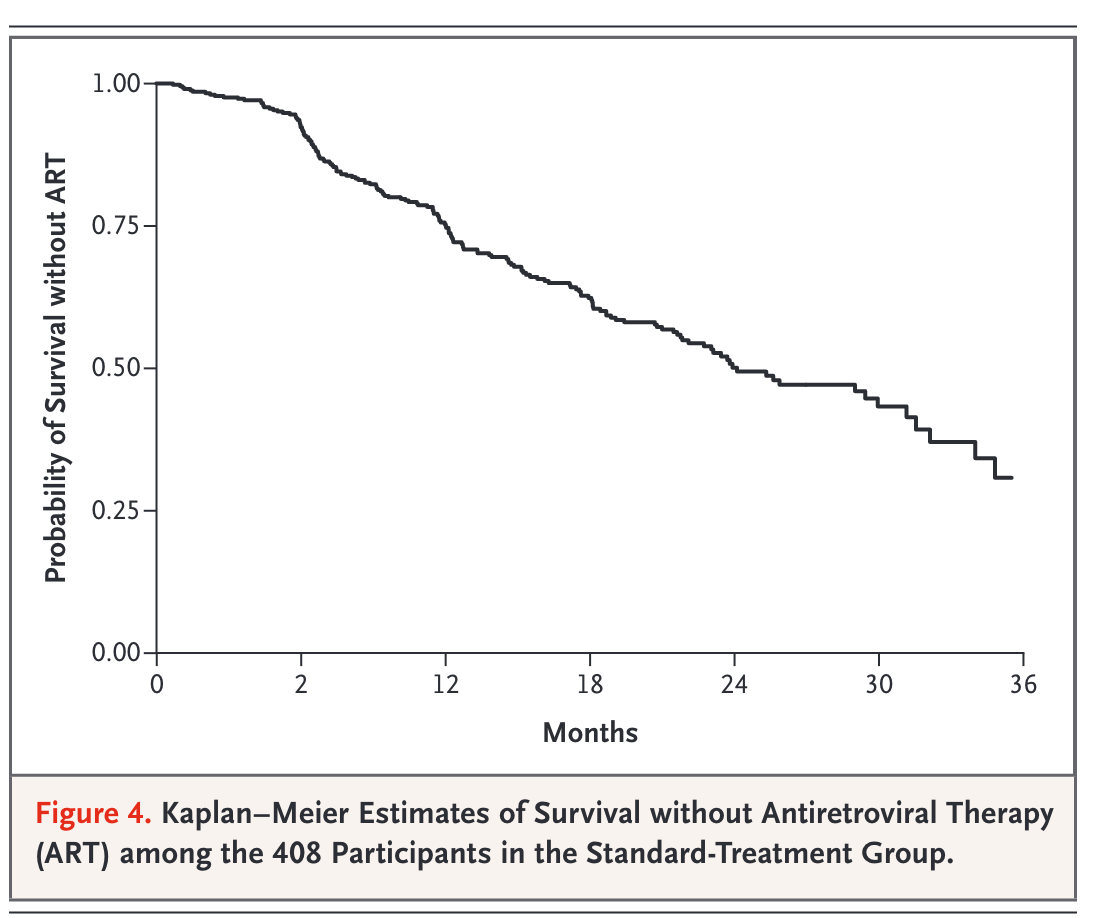 1.00
0.75
0.50
0.25
0.00
Probability of Survival without ART
0 2 12 18 24 30 36
Months
Figure 4. Kaplan–Meier Estimates of Survival without Antiretroviral Therapy
(ART) among the 408 Participants in the Standard-Treatment Group.